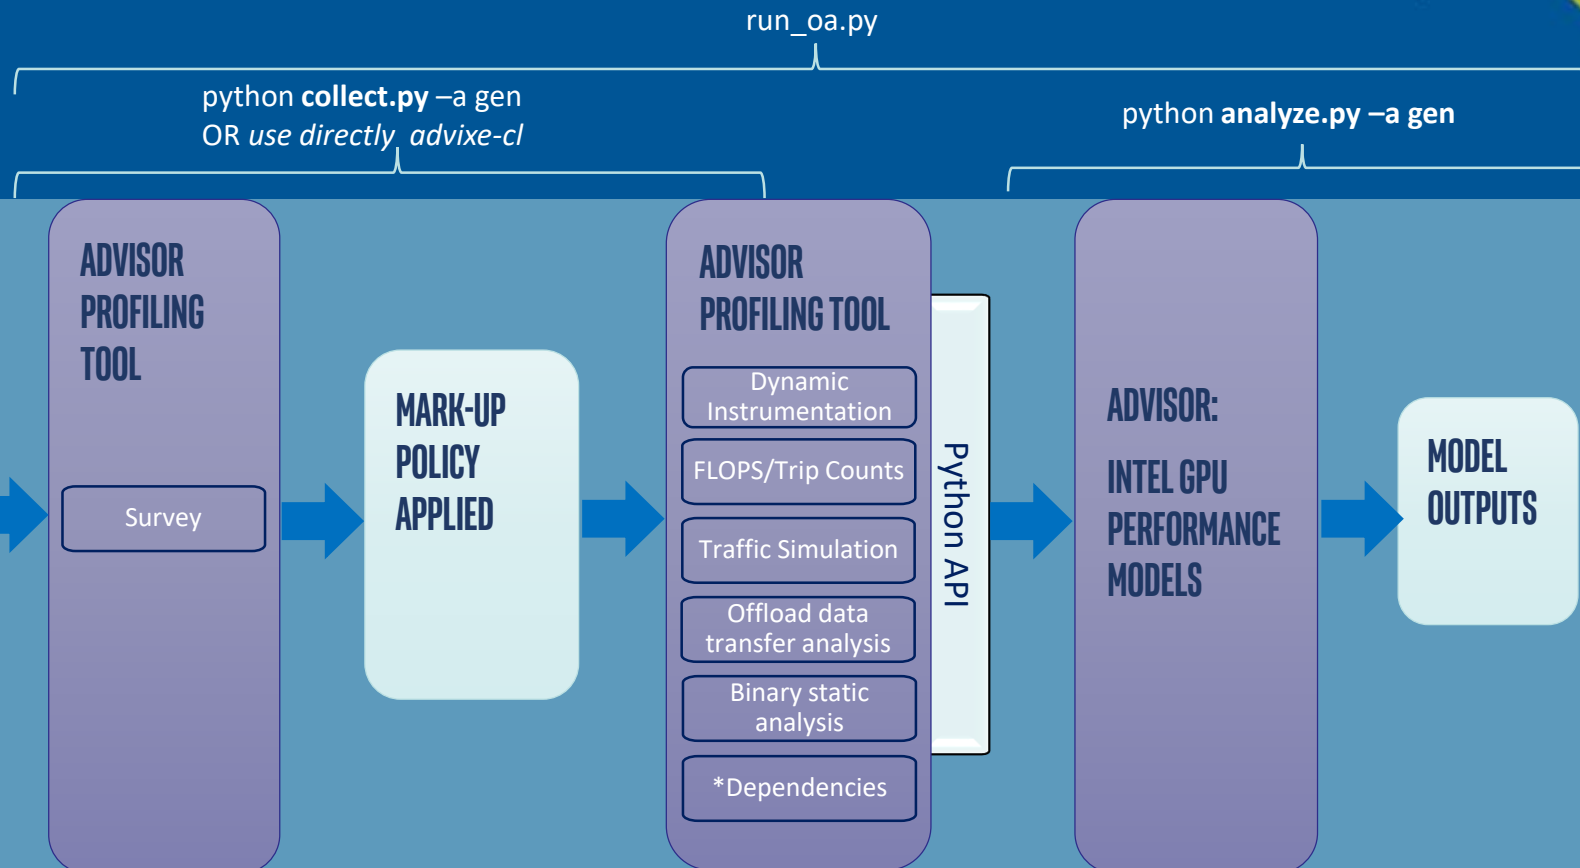 run_oa.py
python collect.py –a gen
OR use directly advixe-cl
python analyze.py –a gen
ADVISOR
PROFILING
TOOL
Survey
MARK-UP
POLICY
APPLIED
ADVISOR
PROFILING TOOL
Dynamic
Instrumentation
FLOPS/Trip Counts
Traffic Simulation
Offload data
transfer analysis
Binary static
analysis
*Dependencies
Python API
ADVISOR:
INTEL GPU
PERFORMANCE
MODELS
MODEL
OUTPUTS